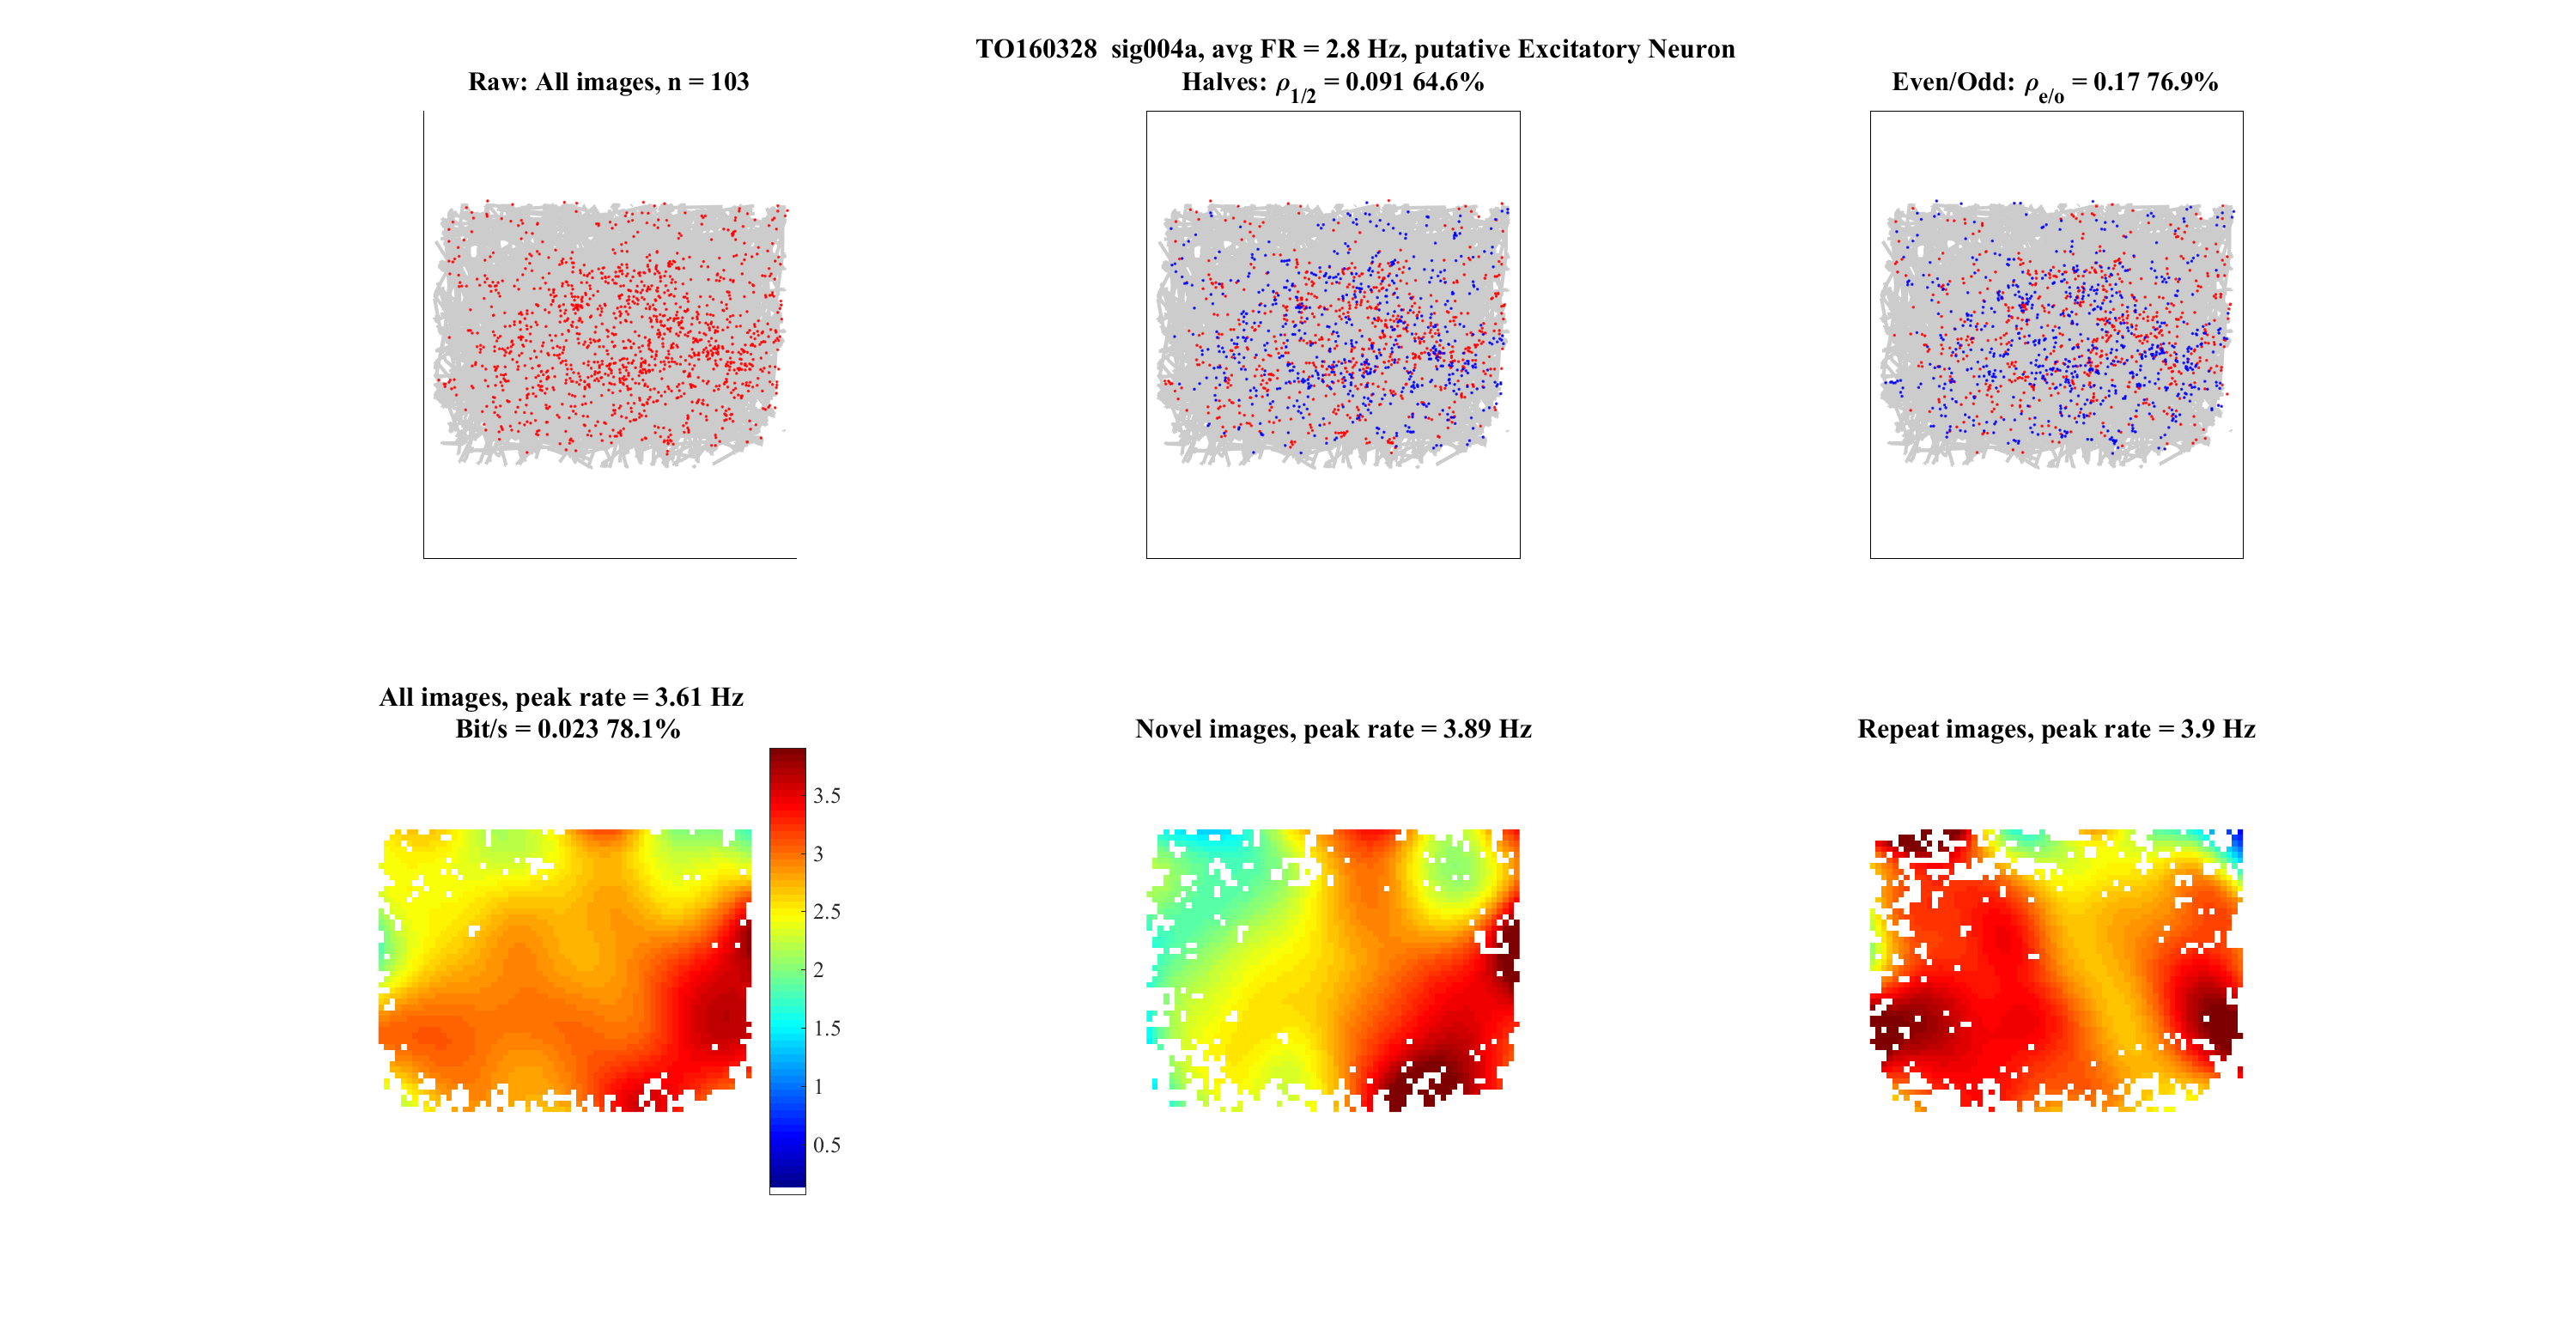 TO160328  sig004a, avg FR = 2.8 Hz, putative Excitatory Neuron
Raw: All images, n = 103
Halves: ρ1/2 = 0.091 64.6%
Even/Odd: ρe/o = 0.17 76.9%
All images, peak rate = 3.61 Hz
Bit/s = 0.023 78.1%
Novel images, peak rate = 3.89 Hz
Repeat images, peak rate = 3.9 Hz
3.5
3
2.5
2
1.5
1
0.5